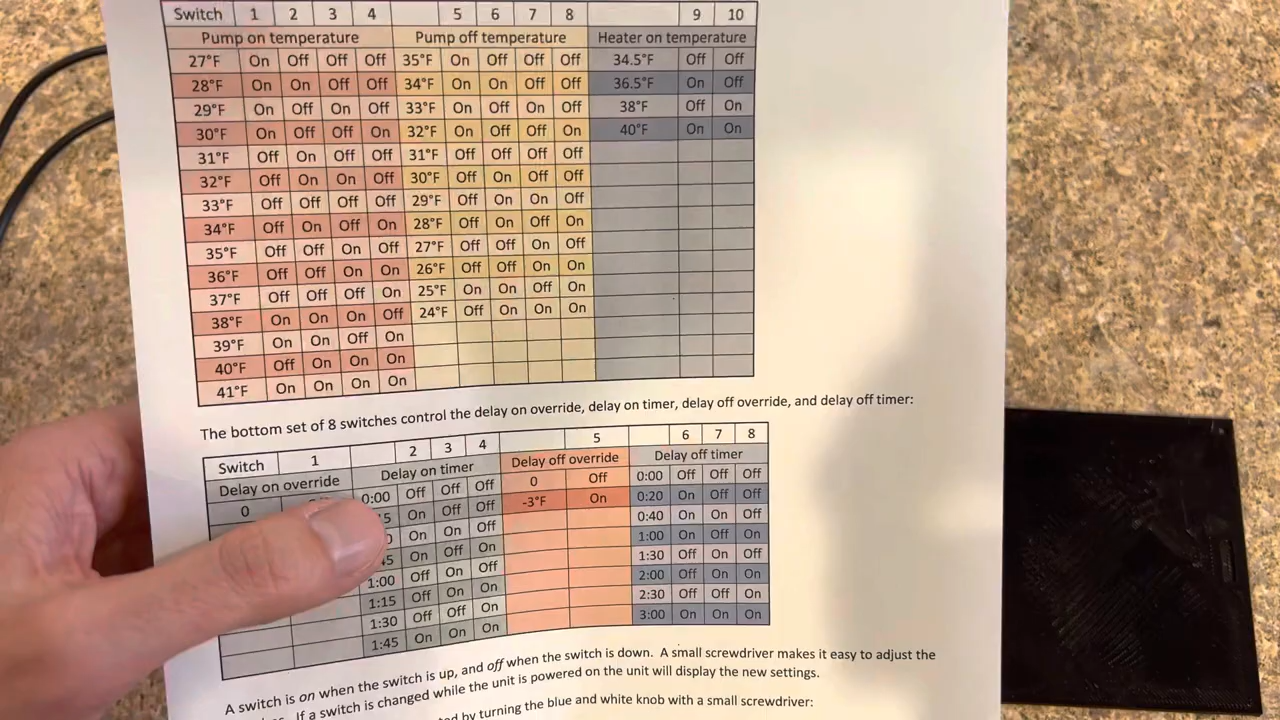 Switch 1 2 3 4 5 6 7 8 9 10
Pump on temperature Pump off temperature Heater on temperature
27°F On Off Off Off 35°F On Off Off Off 34.5°F Off Off
28°F On On Off Off 34°F On On Off Off 36.5°F On Off
29°F On Off On Off 33°F On Off On Off 38°F Off On
30°F On Off Off On 32°F On Off Off On 40°F On On
31°F Off On Off Off 31°F Off Off Off Off
32°F Off On On Off 30°F Off On Off Off
33°F Off Off Off Off 29°F Off On On Off
34°F Off On Off On 28°F Off On Off On
35°F Off Off On Off 27°F Off Off On Off
36°F Off Off On On 26°F Off Off On On
37°F Off Off Off On 25°F On On Off On
38°F On On On Off 24°F Off On On On
39°F On On Off On
40°F Off On On On
41°F On On On On
The bottom set of 8 switches control the delay on override, delay on timer, delay off override, and delay off timer:
Switch 1 2 3 4 5 6 7 8
Delay on override Delay on timer Delay off override Delay off timer
0 0:00 Off Off Off 0 Off 0:00 Off Off Off
On Off Off -3°F On 0:20 On Off Off
On On Off 0:40 On On Off
On Off On 1:00 On Off On
1:00 Off On Off 1:30 Off On Off
1:15 Off On On 2:00 Off On On
1:30 Off Off On 2:30 Off Off On
1:45 On On On 3:00 On On On
A switch is on when the switch is up, and off when the switch is down. A small screwdriver makes it easy to adjust the
If a switch is changed while the unit is powered on the unit will display the new settings.
by turning the blue and white knob with a small screwdriver: